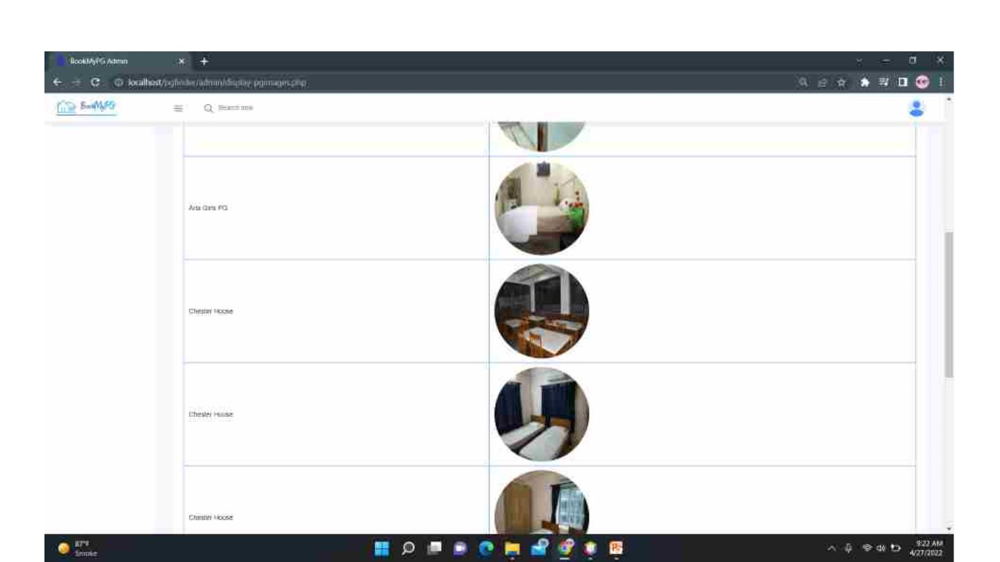 BookMyPG Admin
localhost/pgfinder/admin/display-pgimages.php
BookMyPG
Search now
Aria Girls PG
Chester House
Chester House
Chester House
87°F
Smoke
9:22 AM
4/27/2022